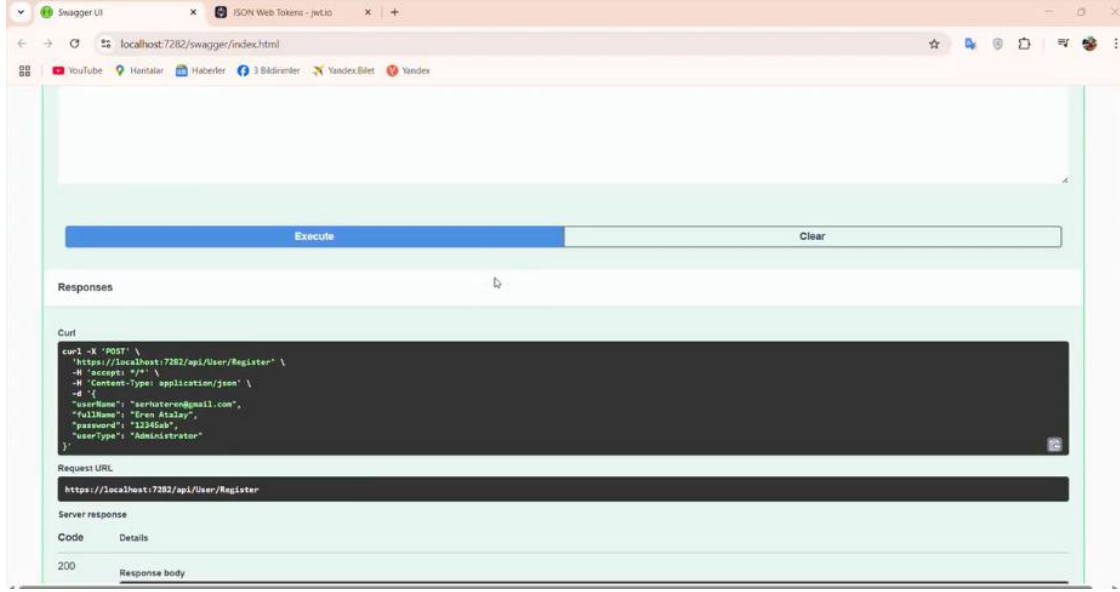 Swagger UI
JSON Web Tokens - jwt.io
localhost:7282/swagger/index.html
YouTube Haritalar Haberler 3 Bildirimler Yandex.Bilet Yandex
Execute Clear
Responses
Curl
curl -X 'POST' \
'https://localhost:7282/api/User/Register' \
-H 'accept: */*' \
-H 'Content-Type: application/json' \
-d '{
"userName": "serhateren@gmail.com",
"fullName": "Eren Atalay",
"password": "12345ab",
"userType": "Administrator"
}'
Request URL
https://localhost:7282/api/User/Register
Server response
Code Details
200
Response body